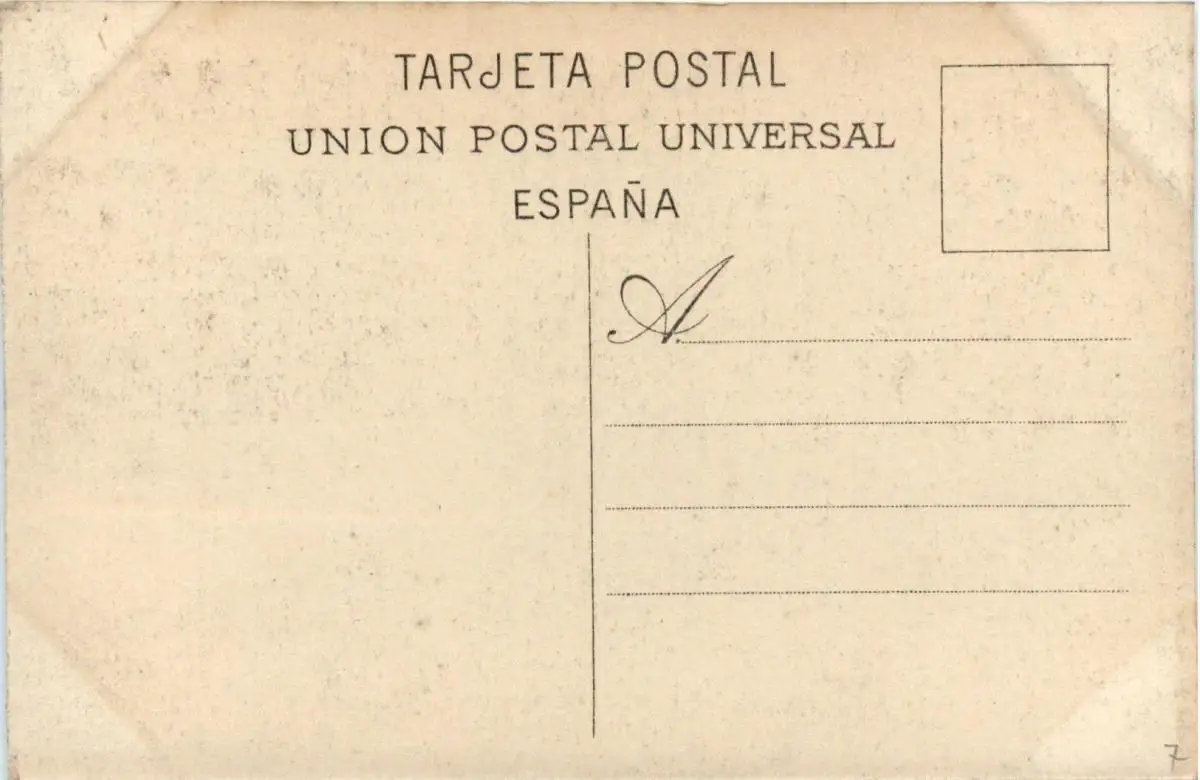 TARJETA POSTAL
UNION POSTAL UNIVERSAL
ESPAÑA
A.
7